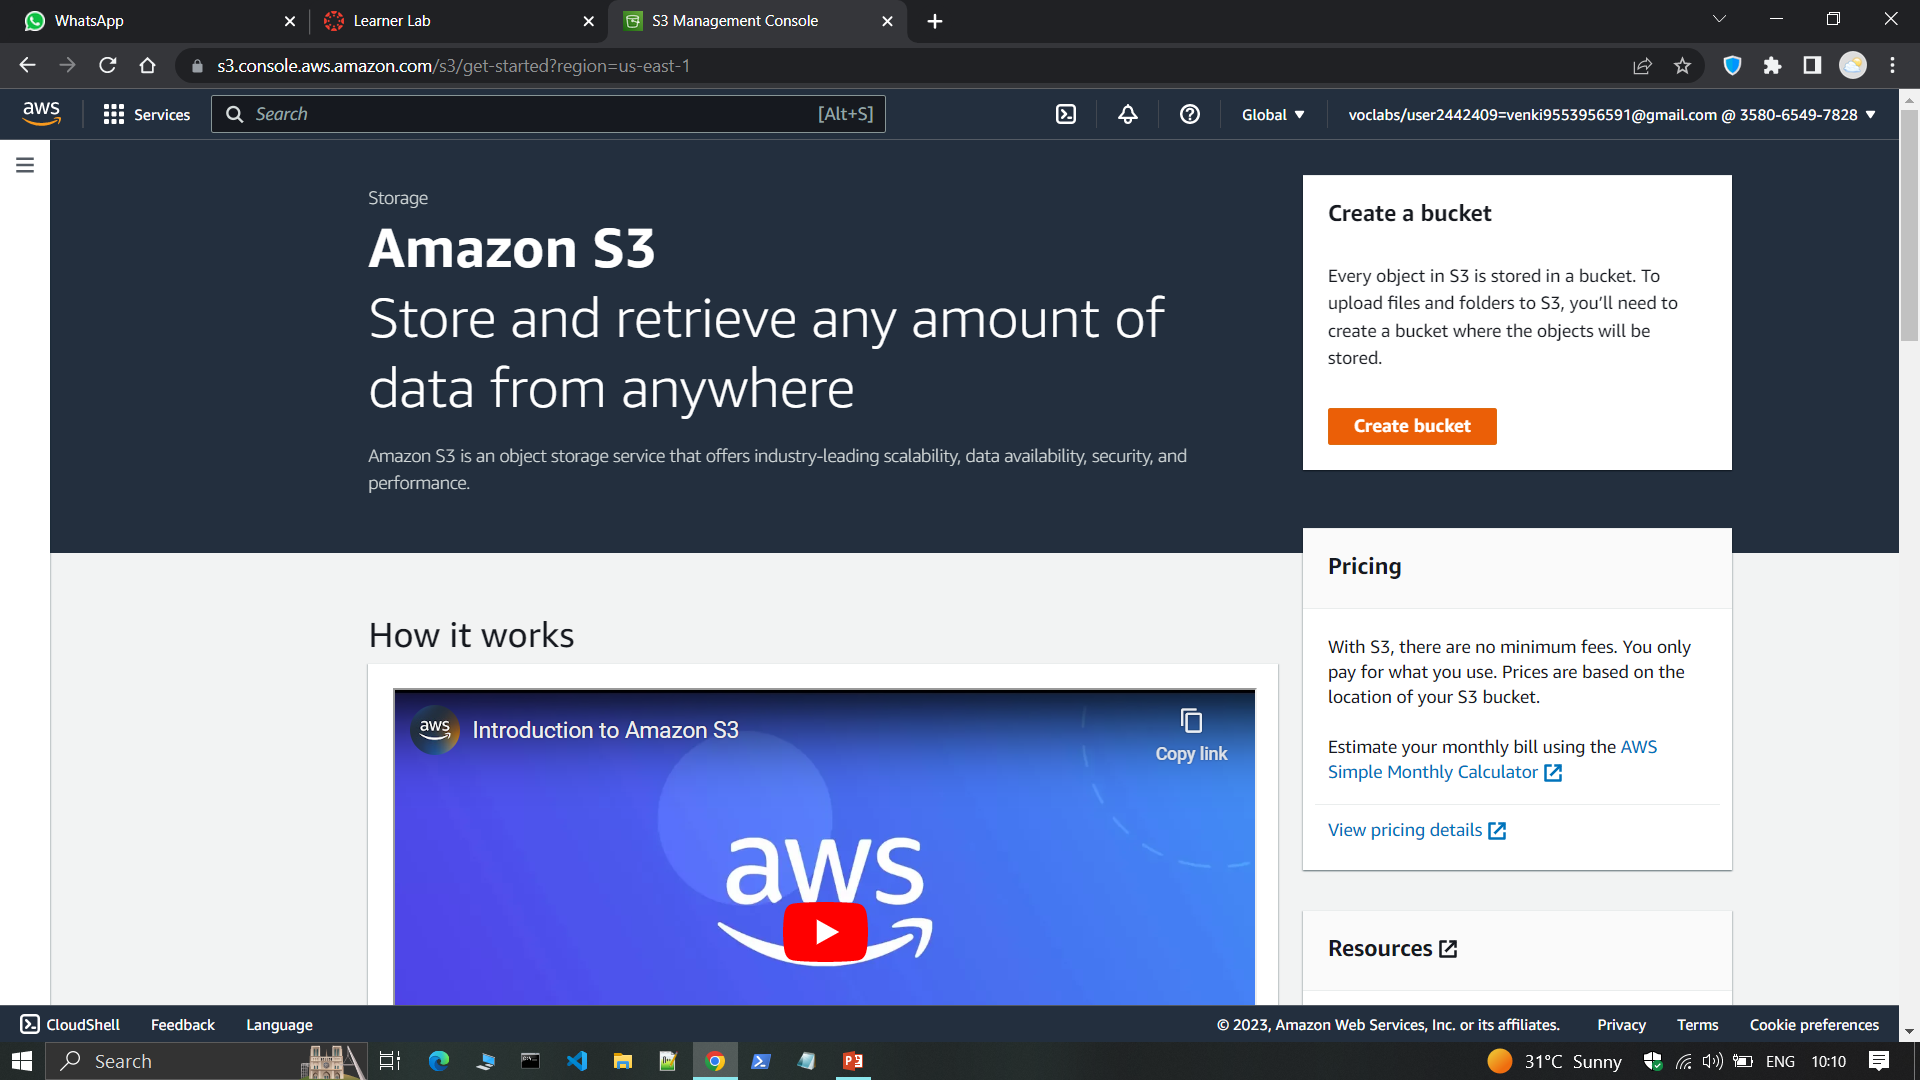 WhatsApp
Learner Lab
S3 Management Console
s3.console.aws.amazon.com/s3/get-started?region=us-east-1
aws
Services
Search
[Alt+S]
Global
voclabs/user2442409=venki9553956591@gmail.com @ 3580-6549-7828
Storage
Amazon S3
Store and retrieve any amount of
data from anywhere
Amazon S3 is an object storage service that offers industry-leading scalability, data availability, security, and
performance.
Create a bucket
Every object in S3 is stored in a bucket. To
upload files and folders to S3, you’ll need to
create a bucket where the objects will be
stored.
Create bucket
How it works
aws
Introduction to Amazon S3
Copy link
aws
Pricing
With S3, there are no minimum fees. You only
pay for what you use. Prices are based on the
location of your S3 bucket.
Estimate your monthly bill using the AWS
Simple Monthly Calculator
View pricing details
Resources
CloudShell
Feedback
Language
© 2023, Amazon Web Services, Inc. or its affiliates.
Privacy
Terms
Cookie preferences
Search
31°C Sunny
ENG
10:10